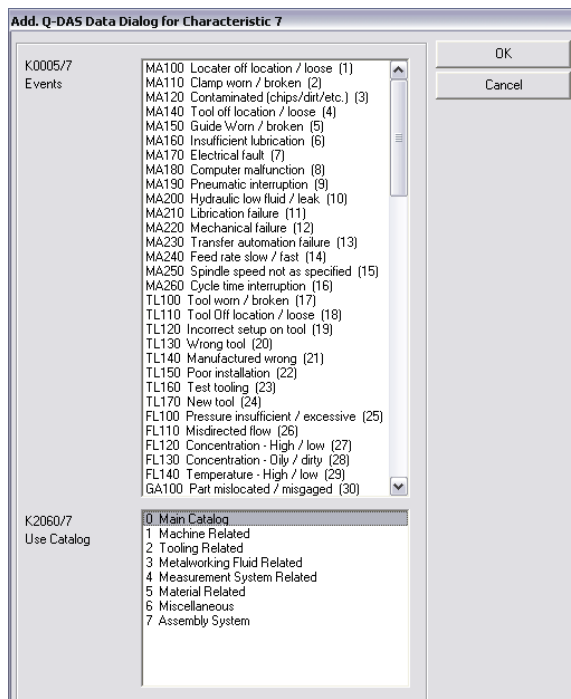 Add. Q-DAS Data Dialog for Characteristic 7
K0005/7
Events
MA100 Locater off location / loose (1)
MA110 Clamp worn / broken (2)
MA120 Contaminated (chips/dirt/etc.) (3)
MA140 Tool off location / loose (4)
MA150 Guide Worn / broken (5)
MA160 Insufficient lubrication (6)
MA170 Electrical fault (7)
MA180 Computer malfunction (8)
MA190 Pneumatic interruption (9)
MA200 Hydraulic low fluid / leak (10)
MA210 Librication failure (11)
MA220 Mechanical failure (12)
MA230 Transfer automation failure (13)
MA240 Feed rate slow / fast (14)
MA250 Spindle speed not as specified (15)
MA260 Cycle time interruption (16)
TL100 Tool worn / broken (17)
TL110 Tool Off location / loose (18)
TL120 Incorrect setup on tool (19)
TL130 Wrong tool (20)
TL140 Manufactured wrong (21)
TL150 Poor installation (22)
TL160 Test tooling (23)
TL170 New tool (24)
FL100 Pressure insufficient / excessive (25)
FL110 Misdirected flow (26)
FL120 Concentration - High / low (27)
FL130 Concentration - Oily / dirty (28)
FL140 Temperature - High / low (29)
GA100 Part mislocated / misgaged (30)
OK
Cancel
K2060/7
Use Catalog
0 Main Catalog
1 Machine Related
2 Tooling Related
3 Metalworking Fluid Related
4 Measurement System Related
5 Material Related
6 Miscellaneous
7 Assembly System